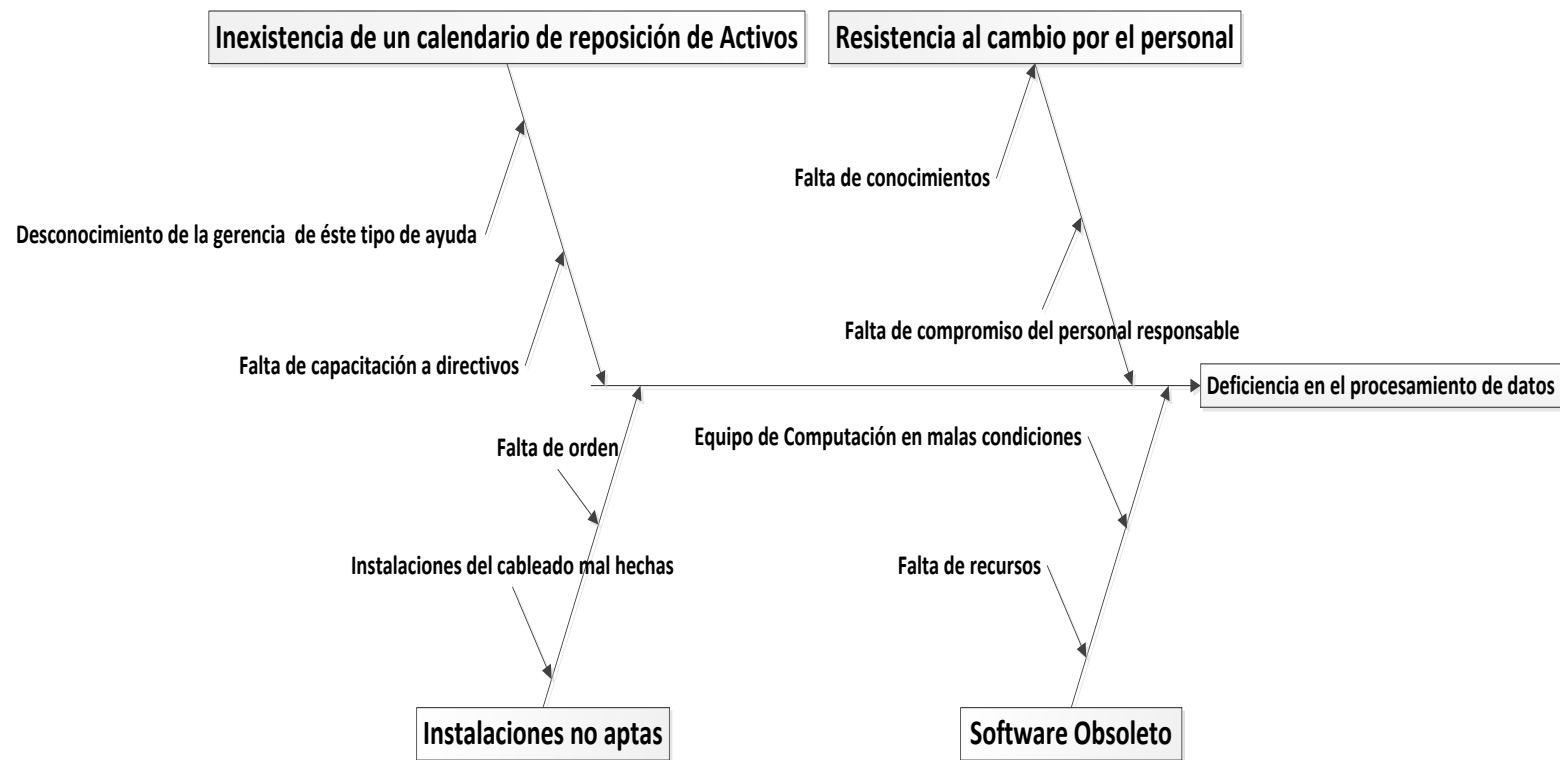 Inexistencia de un calendario de reposición de Activos
Resistencia al cambio por el personal
Falta de conocimientos
Desconocimiento de la gerencia  de éste tipo de ayuda
Falta de compromiso del personal responsable
Falta de capacitación a directivos
Deficiencia en el procesamiento de datos
Falta de orden
Equipo de Computación en malas condiciones
Instalaciones del cableado mal hechas
Falta de recursos
Instalaciones no aptas
Software Obsoleto